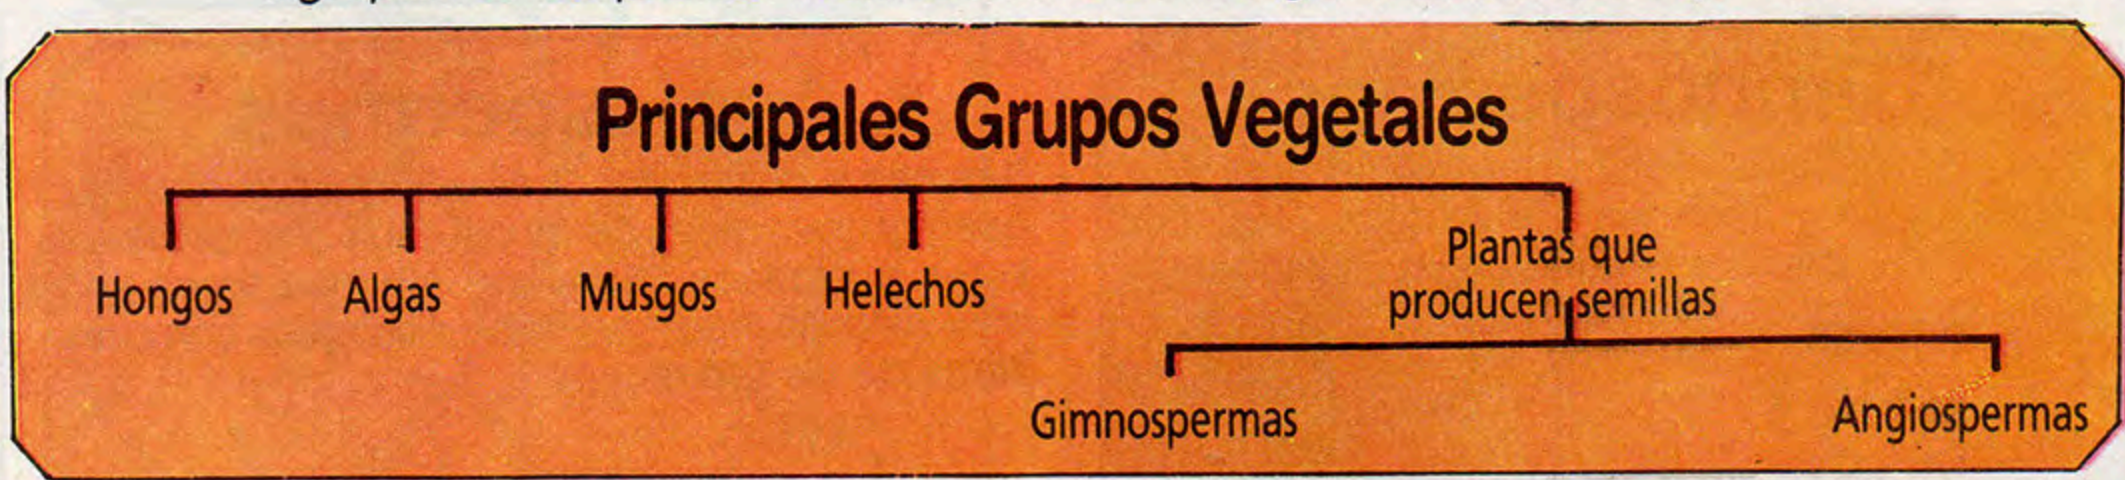 Principales Grupos Vegetales
Hongos
Algas
Musgos
Helechos
Plantas que
producen semillas
Gimnospermas
Angiospermas